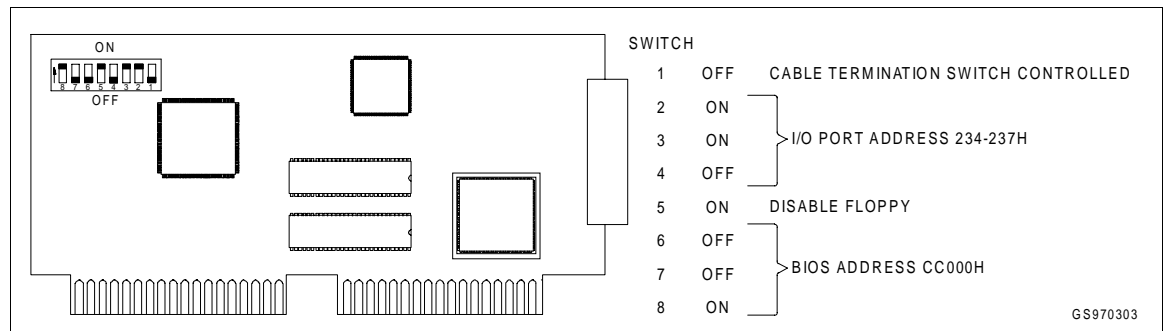 ON
8 7 6 5 4 3 2 1
OFF
SWITCH
1 OFF CABLE TERMINATION SWITCH CONTROLLED
2 ON
3 ON I/O PORT ADDRESS 234-237H
4 OFF
5 ON DISABLE FLOPPY
6 OFF
7 OFF BIOS ADDRESS CC000H
8 ON
GS970303